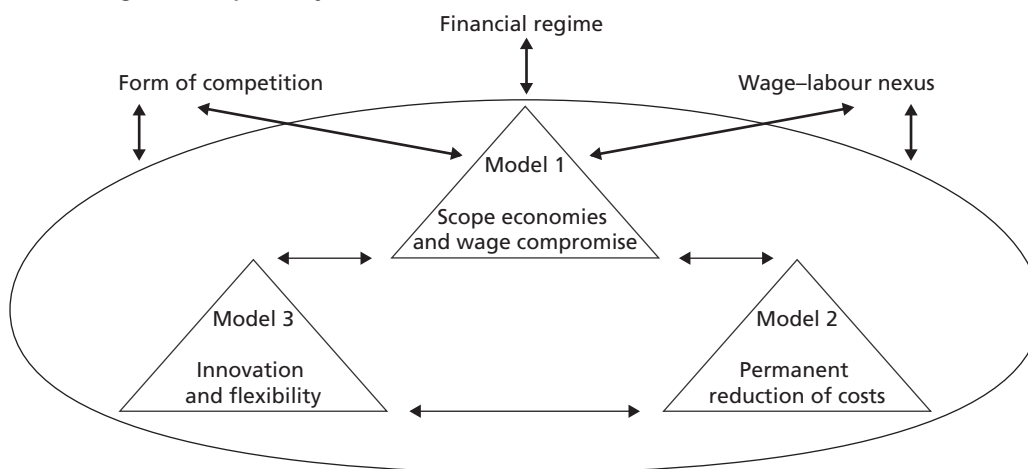 Financial regime
Form of competition
Wage–labour nexus
Model 1
Scope economies
and wage compromise
Model 3
Innovation
and flexibility
Model 2
Permanent
reduction of costs